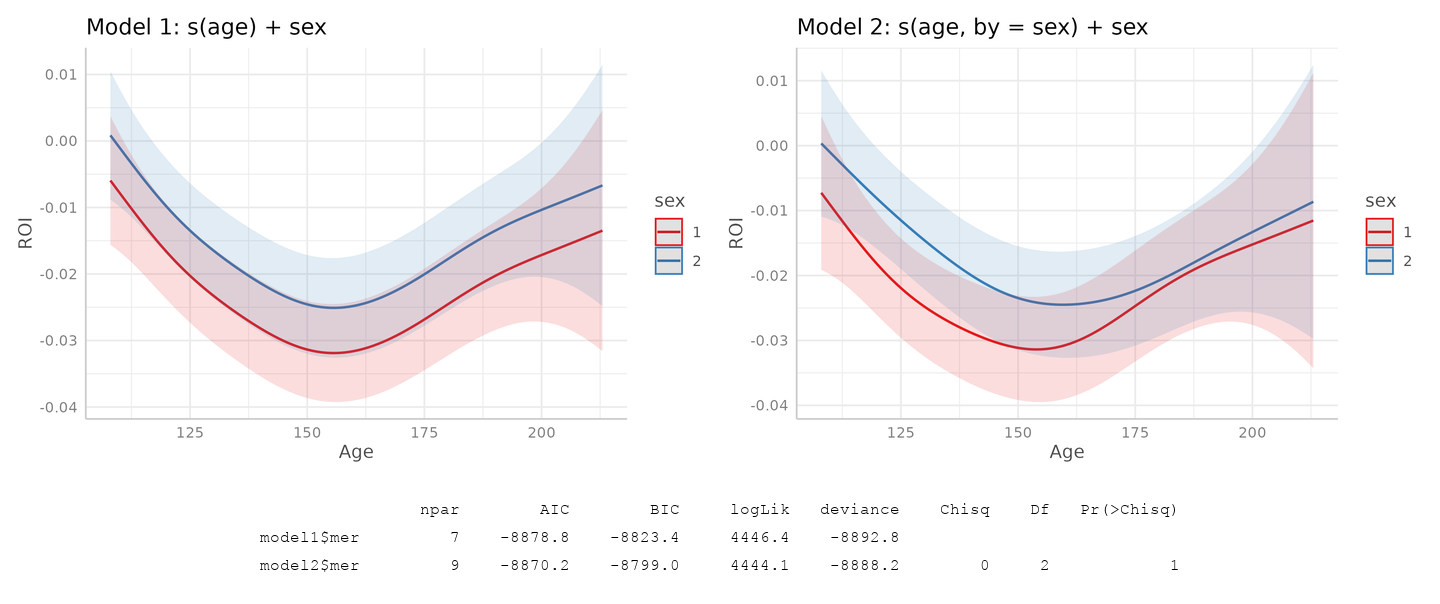 Model 1: s(age) + sex
0.01
0.00
-0.01
-0.02
-0.03
-0.04
ROI
125 150 175 200
Age
sex
1
2
Model 2: s(age, by = sex) + sex
0.01
0.00
-0.01
-0.02
-0.03
-0.04
ROI
125 150 175 200
Age
sex
1
2
npar AIC BIC logLik deviance Chisq Df Pr(>Chisq)
model1$mer 7 -8878.8 -8823.4 4446.4 -8892.8
model2$mer 9 -8870.2 -8799.0 4444.1 -8888.2 0 2 1